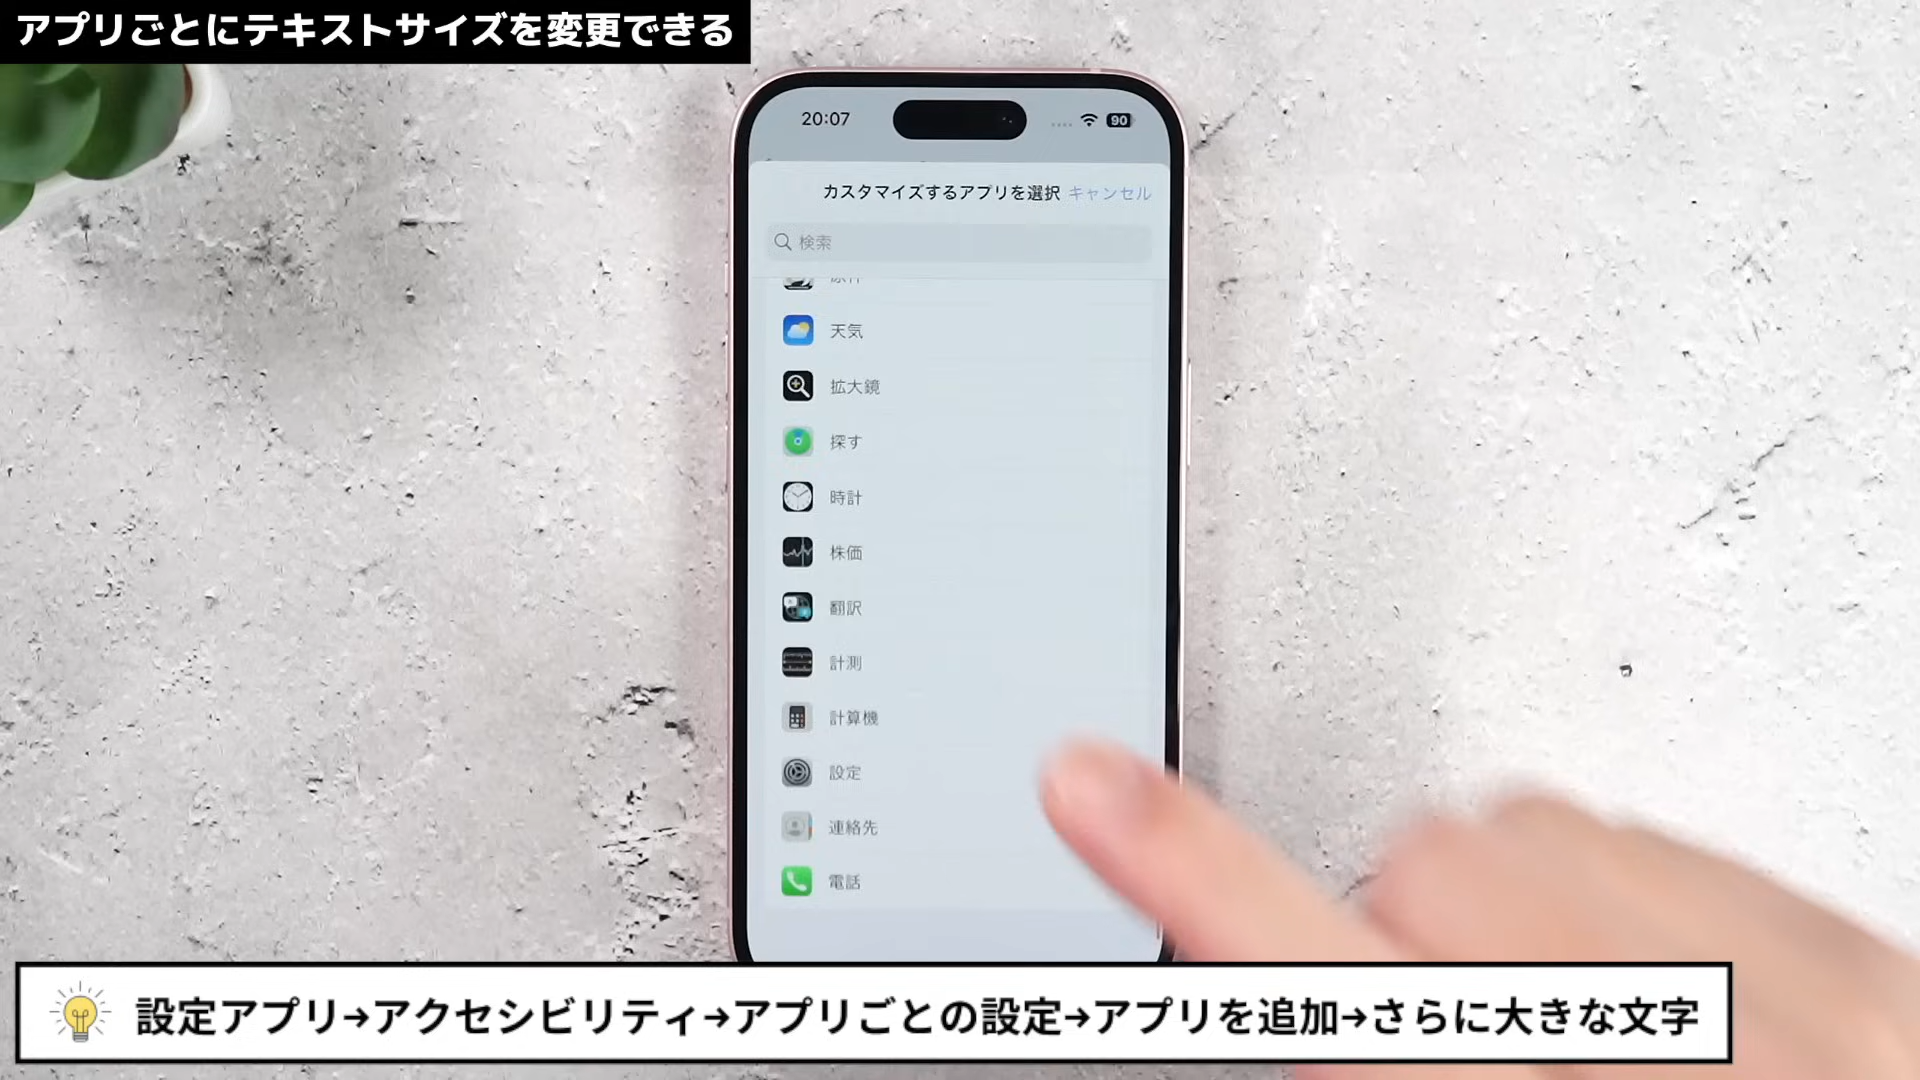 アプリごとにテキストサイズを変更できる
20:07
90
カスタマイズするアプリを選択 キャンセル
検索
天気
拡大鏡
探す
時計
株価
翻訳
計測
計算機
設定
連絡先
電話
設定アプリ→アクセシビリティ→アプリごとの設定→アプリを追加→さらに大きな文字